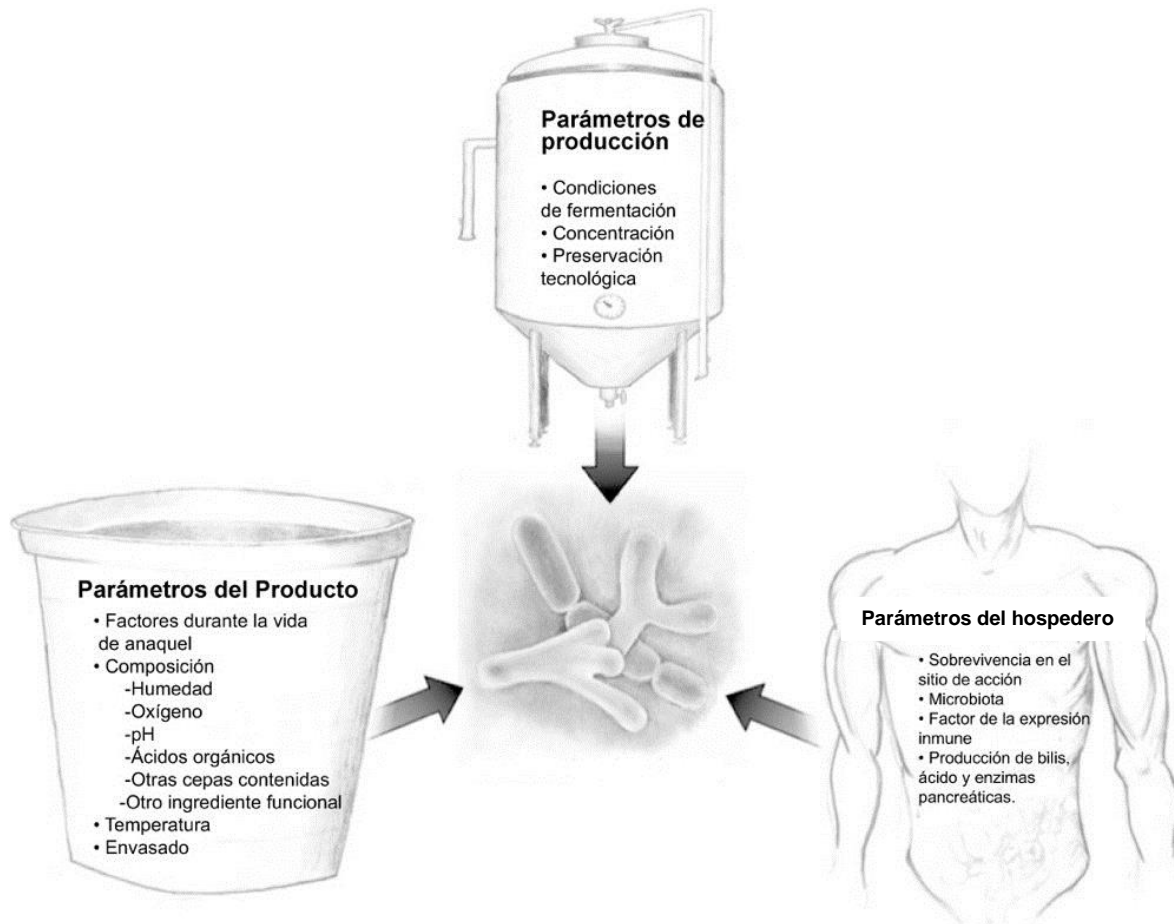 Parámetros de
producción
• Condiciones
de fermentación
• Concentración
• Preservación
tecnológica
Parámetros del Producto
• Factores durante la vida
de anaquel
• Composición
-Humedad
-Oxígeno
-pH
-Ácidos orgánicos
-Otras cepas contenidas
-Otro ingrediente funcional
• Temperatura
• Envasado
Parámetros del hospedero
• Sobrevivencia en el
sitio de acción
• Microbiota
• Factor de la expresión
inmune
• Producción de bilis,
ácido y enzimas
pancreáticas.